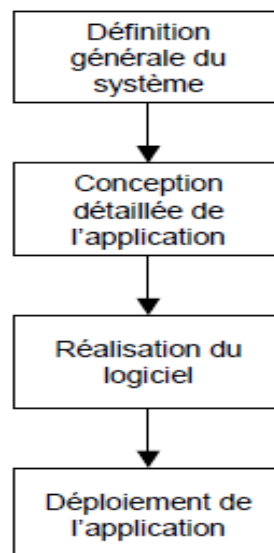 Définition
générale du
système
Conception
détaillée de
l'application
Réalisation du
logiciel
Déploiement de
l'application